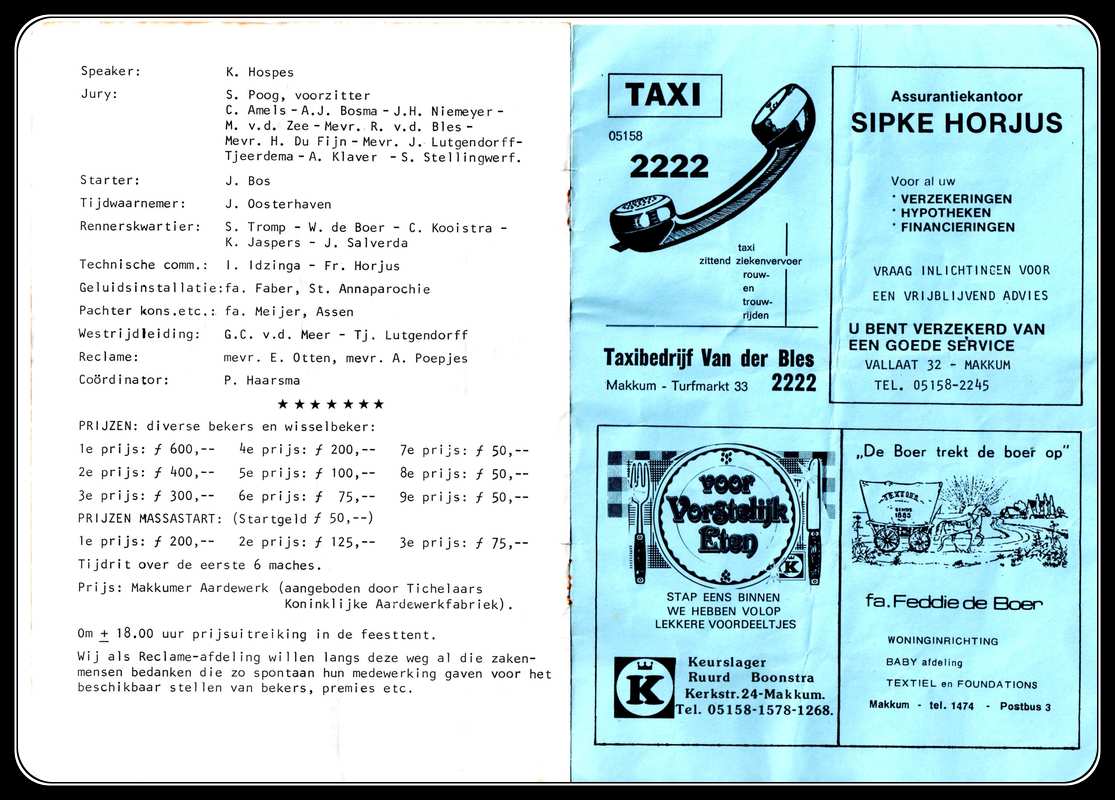 Speaker: K. Hospes
Jury: S. Poog, voorzitter
C. Amels - A.J. Bosma - J.H. Niemeyer -
M. v.d. Zee - Mevr. R. v.d. Bles -
Mevr. H. Du Fijn - Mevr. J. Lutgendorff-
Tjeerdema - A. Klaver - S. Stellingwerf.
Starter: J. Bos
Tijdwaarnemer: J. Oosterhaven
Rennerskwartier: S. Tromp - W. de Boer - C. Kooistra -
K. Jaspers - J. Salverda
Technische comm.: I. Idzinga - Fr. Horjus
Geluidsinstallatie: fa. Faber, St. Annaparochie
Pachter kons.etc.: fa. Meijer, Assen
Westrijdleiding: G.C. v.d. Meer - Tj. Lutgendorff
Reclame: mevr. E. Otten, mevr. A. Poepjes
Coördinator: P. Haarsma
★★★★★★★
PRIJZEN: diverse bekers en wisselbeker:
1e prijs: ƒ 600,-- 4e prijs: ƒ 200,-- 7e prijs: ƒ 50,--
2e prijs: ƒ 400,-- 5e prijs: ƒ 100,-- 8e prijs: ƒ 50,--
3e prijs: ƒ 300,-- 6e prijs: ƒ 75,-- 9e prijs: ƒ 50,--
PRIJZEN MASSASTART: (Startgeld ƒ 50,--)
1e prijs: ƒ 200,-- 2e prijs: ƒ 125,-- 3e prijs: ƒ 75,--
Tijdrit over de eerste 6 maches.
Prijs: Makkumer Aardewerk (aangeboden door Tichelaars
Koninklijke Aardewerkfabriek).
Om ± 18.00 uur prijsuitreiking in de feesttent.
Wij als Reclame-afdeling willen langs deze weg al die zaken-
mensen bedanken die zo spontaan hun medewerking gaven voor het
beschikbaar stellen van bekers, premies etc.
TAXI
05158
2222
taxi
zittend ziekenvervoer
rouw-
en
trouw-
rijden
Taxibedrijf Van der Bles
Makkum - Turfmarkt 33 2222
Assurantiekantoor
SIPKE HORJUS
Voor al uw
* VERZEKERINGEN
* HYPOTHEKEN
* FINANCIERINGEN
VRAAG INLICHTINGEN VOOR
EEN VRIJBLIJVEND ADVIES
U BENT VERZEKERD VAN
EEN GOEDE SERVICE
VALLAAT 32 - MAKKUM
TEL. 05158-2245
voor
Vorstelijk
Eten
K
STAP EENS BINNEN
WE HEBBEN VOLOP
LEKKERE VOORDEELTJES
K
Keurslager
Ruurd Boonstra
Kerkstr. 24-Makkum.
Tel. 05158-1578-1268.
„De Boer trekt de boer op”
TEXTOER
SINDS
1885
fa. Feddie de Boer
WONINGINRICHTING
BABY afdeling
TEXTIEL en FOUNDATIONS
Makkum - tel. 1474 - Postbus 3